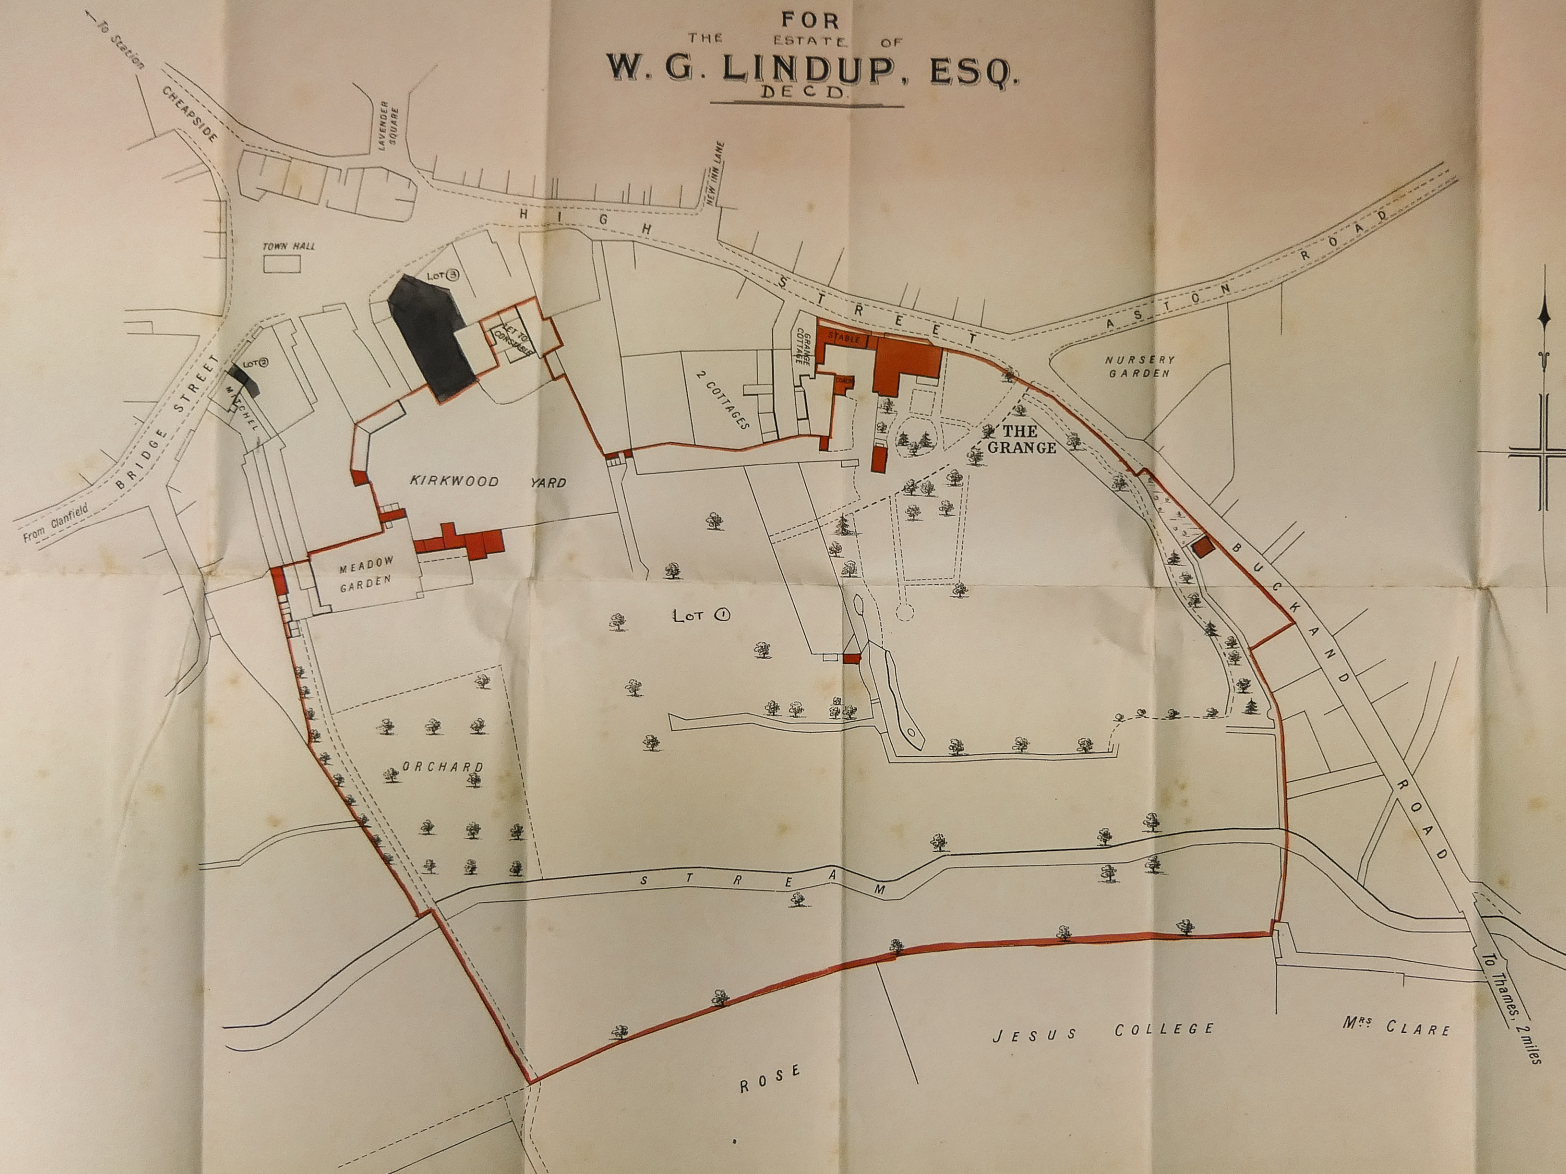 FOR
THE ESTATE OF
W. G. LINDUP, ESQ.
DECD.
To Station
CHEAPSIDE
LAVENDER
SQUARE
NEW INN LANE
HIGH STREET
TOWN HALL
LOT 3
LET TO
CONSTABLE
GRANGE
COTTAGE
STABLE
ASTON ROAD
NURSERY
GARDEN
LOT 2
MITCHEL
BRIDGE STREET
2 COTTAGES
THE
GRANGE
KIRKWOOD YARD
From Clanfield
MEADOW
GARDEN
BUCKAND ROAD
LOT 1
ORCHARD
STREAM
To Thames, 2 miles
JESUS COLLEGE
MRS CLARE
ROSE